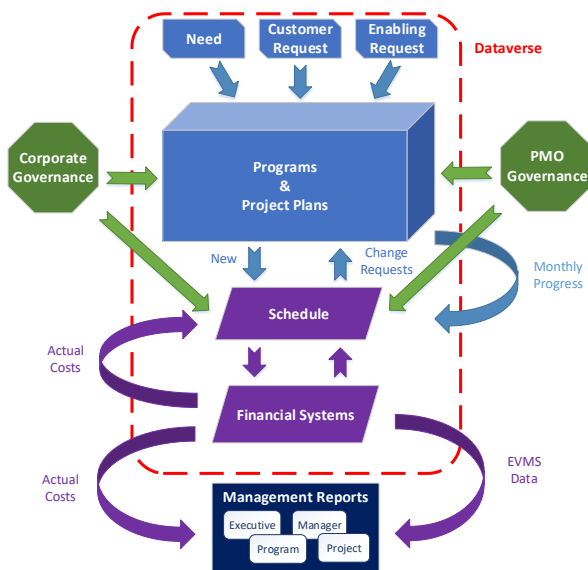 Need
Customer
Request
Enabling
Request
Dataverse
Corporate
Governance
Programs
&
Project Plans
PMO
Governance
New
Change
Requests
Monthly
Progress
Schedule
Actual
Costs
Financial Systems
Actual
Costs
EVMS
Data
Management Reports
Executive
Manager
Program
Project